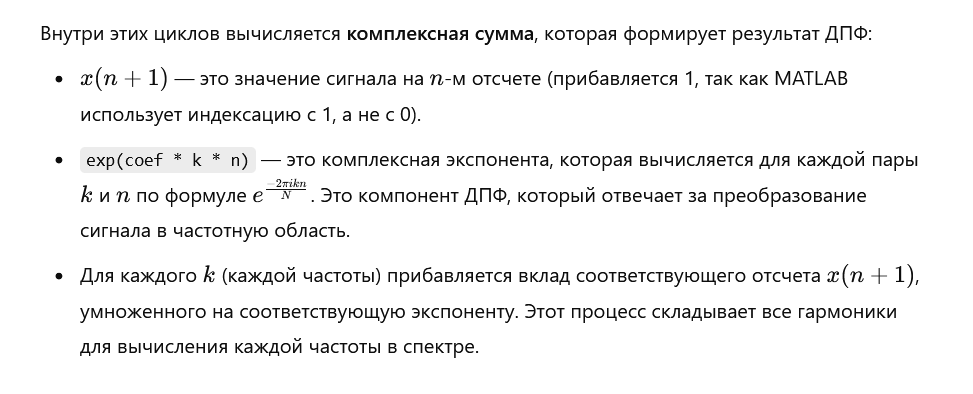 Внутри этих циклов вычисляется комплексная сумма, которая формирует результат ДПФ:
• x(n + 1) — это значение сигнала на n-м отсчете (прибавляется 1, так как MATLAB
использует индексацию с 1, а не с 0).
• exp(coef * k * n) — это комплексная экспонента, которая вычисляется для каждой пары
k и n по формуле e^{\frac{-2πikn}{N}}. Это компонент ДПФ, который отвечает за преобразование
сигнала в частотную область.
• Для каждого k (каждой частоты) прибавляется вклад соответствующего отсчета x(n + 1),
умноженного на соответствующую экспоненту. Этот процесс складывает все гармоники
для вычисления каждой частоты в спектре.